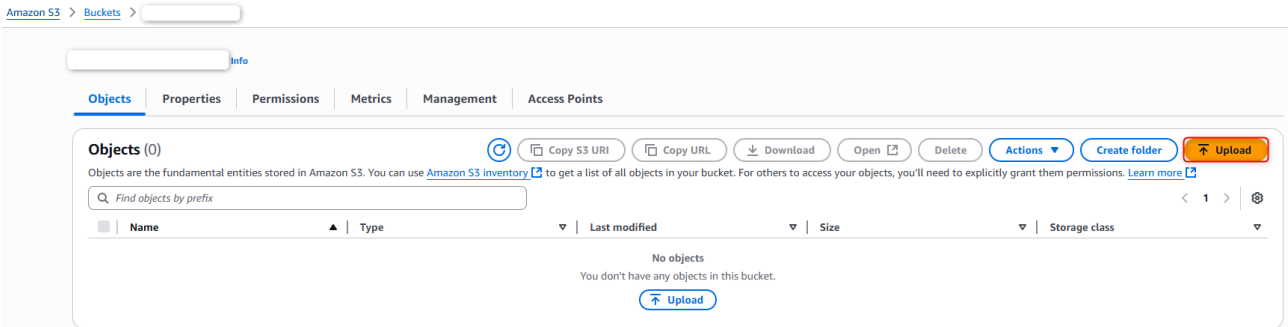 Amazon S3 > Buckets >
Info
Objects Properties Permissions Metrics Management Access Points
Objects (0) Copy S3 URI Copy URL Download Open Delete Actions Create folder Upload
Objects are the fundamental entities stored in Amazon S3. You can use Amazon S3 inventory to get a list of all objects in your bucket. For others to access your objects, you'll need to explicitly grant them permissions. Learn more
Find objects by prefix < 1 >
Name Type Last modified Size Storage class
No objects
You don't have any objects in this bucket.
Upload